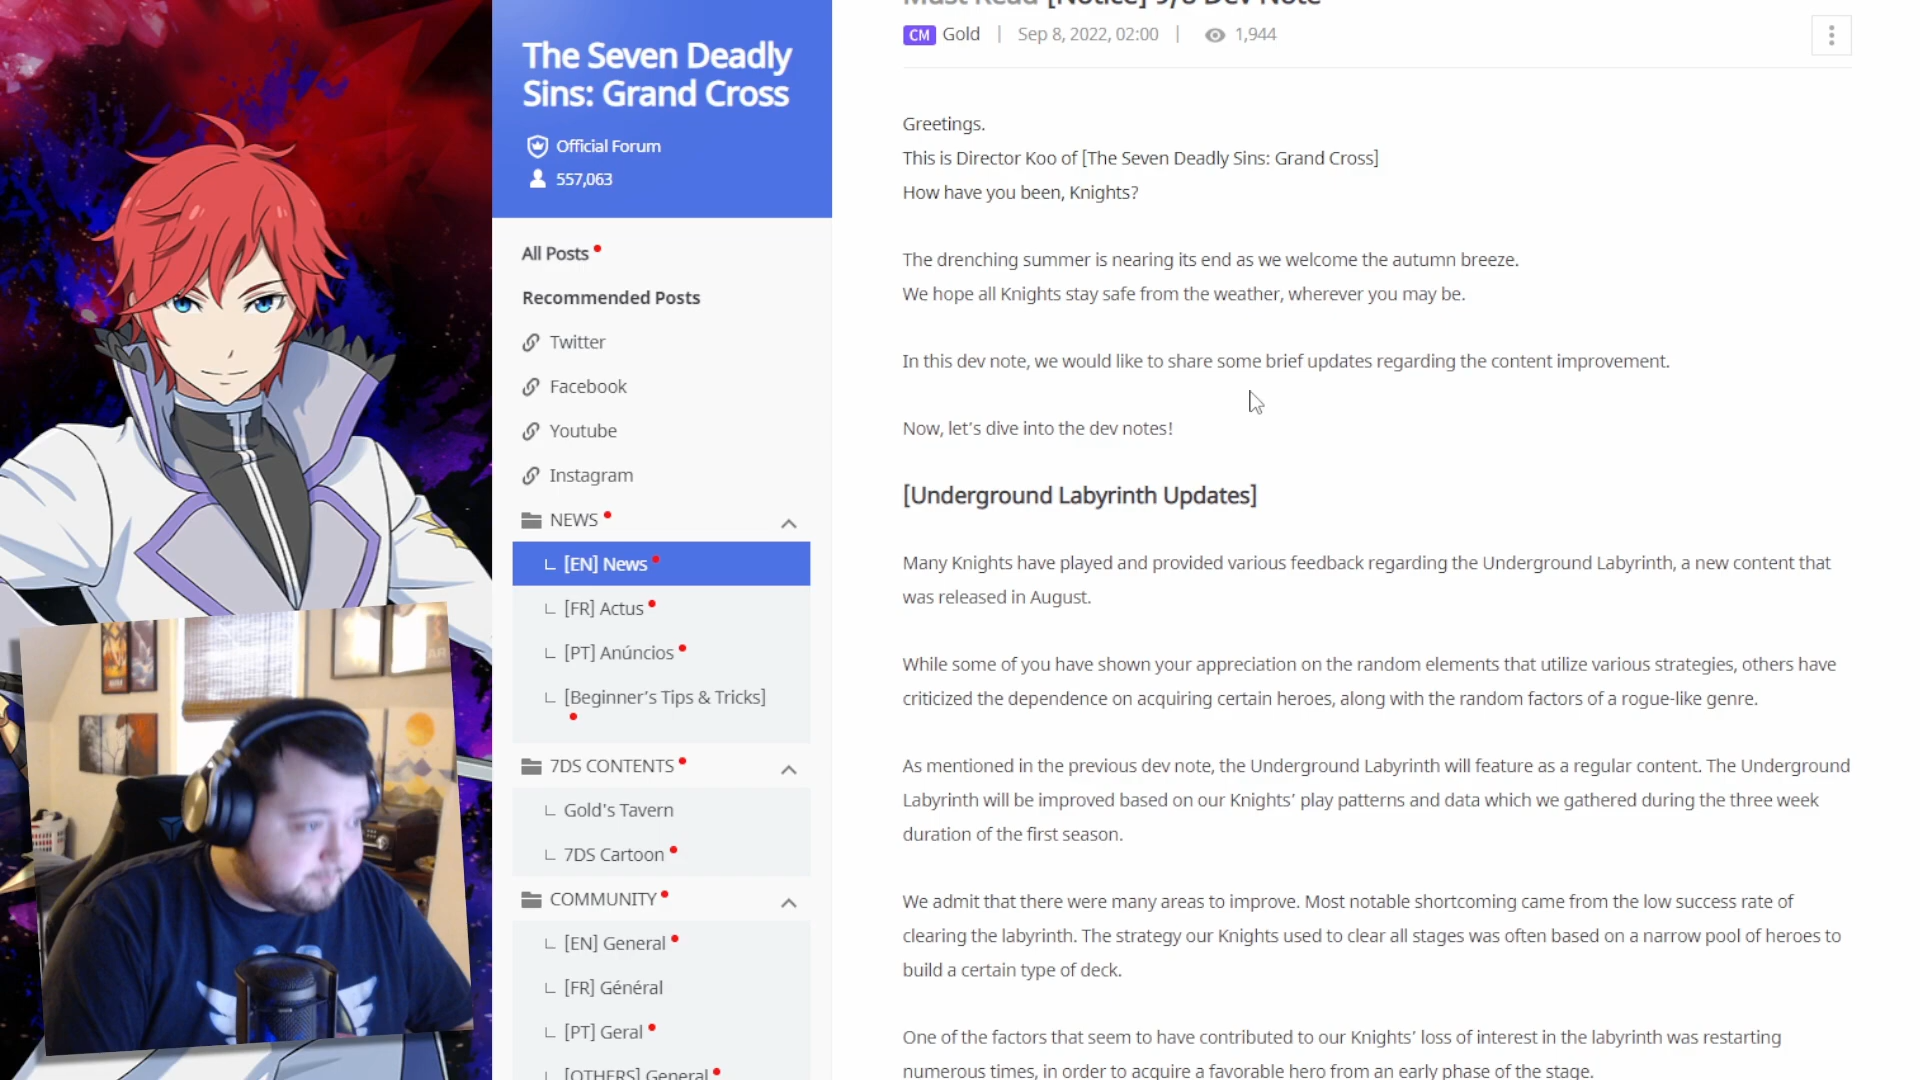 The Seven Deadly
Sins: Grand Cross
Official Forum
557,063
All Posts
Recommended Posts
Twitter
Facebook
Youtube
Instagram
NEWS
[EN] News
[FR] Actus
[PT] Anúncios
[Beginner's Tips & Tricks]
7DS CONTENTS
Gold's Tavern
7DS Cartoon
COMMUNITY
[EN] General
[FR] Général
[PT] Geral
[OTHERS] General
Must Read [Notice] 9/8 Dev Note
CM Gold | Sep 8, 2022, 02:00 | 1,944
Greetings.
This is Director Koo of [The Seven Deadly Sins: Grand Cross]
How have you been, Knights?
The drenching summer is nearing its end as we welcome the autumn breeze.
We hope all Knights stay safe from the weather, wherever you may be.
In this dev note, we would like to share some brief updates regarding the content improvement.
Now, let's dive into the dev notes!
[Underground Labyrinth Updates]
Many Knights have played and provided various feedback regarding the Underground Labyrinth, a new content that
was released in August.
While some of you have shown your appreciation on the random elements that utilize various strategies, others have
criticized the dependence on acquiring certain heroes, along with the random factors of a rogue-like genre.
As mentioned in the previous dev note, the Underground Labyrinth will feature as a regular content. The Underground
Labyrinth will be improved based on our Knights' play patterns and data which we gathered during the three week
duration of the first season.
We admit that there were many areas to improve. Most notable shortcoming came from the low success rate of
clearing the labyrinth. The strategy our Knights used to clear all stages was often based on a narrow pool of heroes to
build a certain type of deck.
One of the factors that seem to have contributed to our Knights' loss of interest in the labyrinth was restarting
numerous times, in order to acquire a favorable hero from an early phase of the stage.